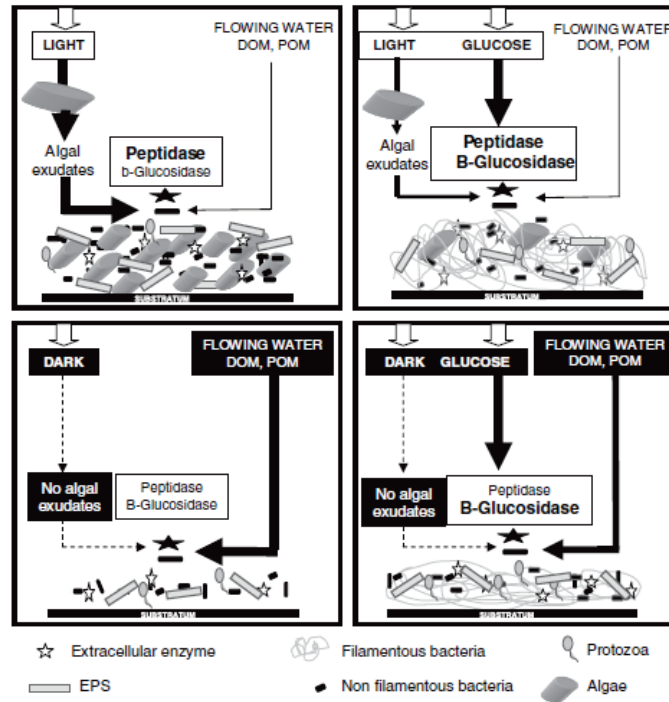 LIGHT
FLOWING WATER
DOM, POM
Algal
exudates
Peptidase
b-Glucosidase
SUBSTRATUM
LIGHT GLUCOSE
FLOWING WATER
DOM, POM
Algal
exudates
Peptidase
B-Glucosidase
SUBSTRATUM
DARK
FLOWING WATER
DOM, POM
No algal
exudates
Peptidase
B-Glucosidase
SUBSTRATUM
DARK GLUCOSE
FLOWING WATER
DOM, POM
No algal
exudates
Peptidase
B-Glucosidase
SUBSTRATUM
Extracellular enzyme
Filamentous bacteria
Protozoa
EPS
Non filamentous bacteria
Algae